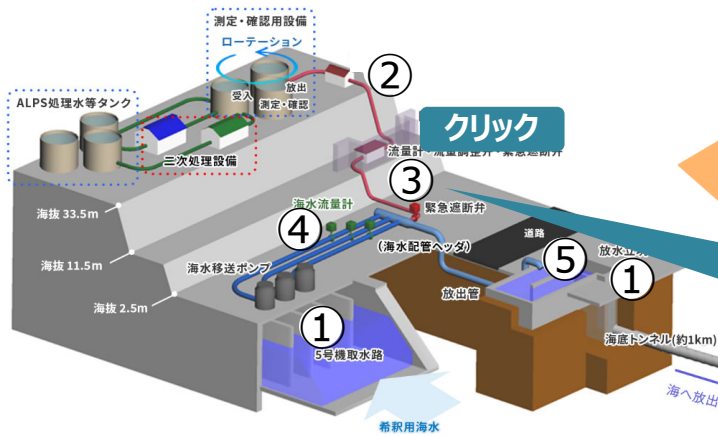 測定・確認用設備
ローテーション
受入
放出
測定・確認
ALPS処理水等タンク
二次処理設備
②
クリック
流量計・流量調整弁・緊急遮断弁
③
緊急遮断弁
海抜 33.5m
海水流量計
④
(海水配管ヘッダ)
道路
海抜 11.5m
海水移送ポンプ
⑤
放水立坑
①
放出管
海抜 2.5m
①
5号機取水路
海底トンネル(約1km)
海へ放出
希釈用海水